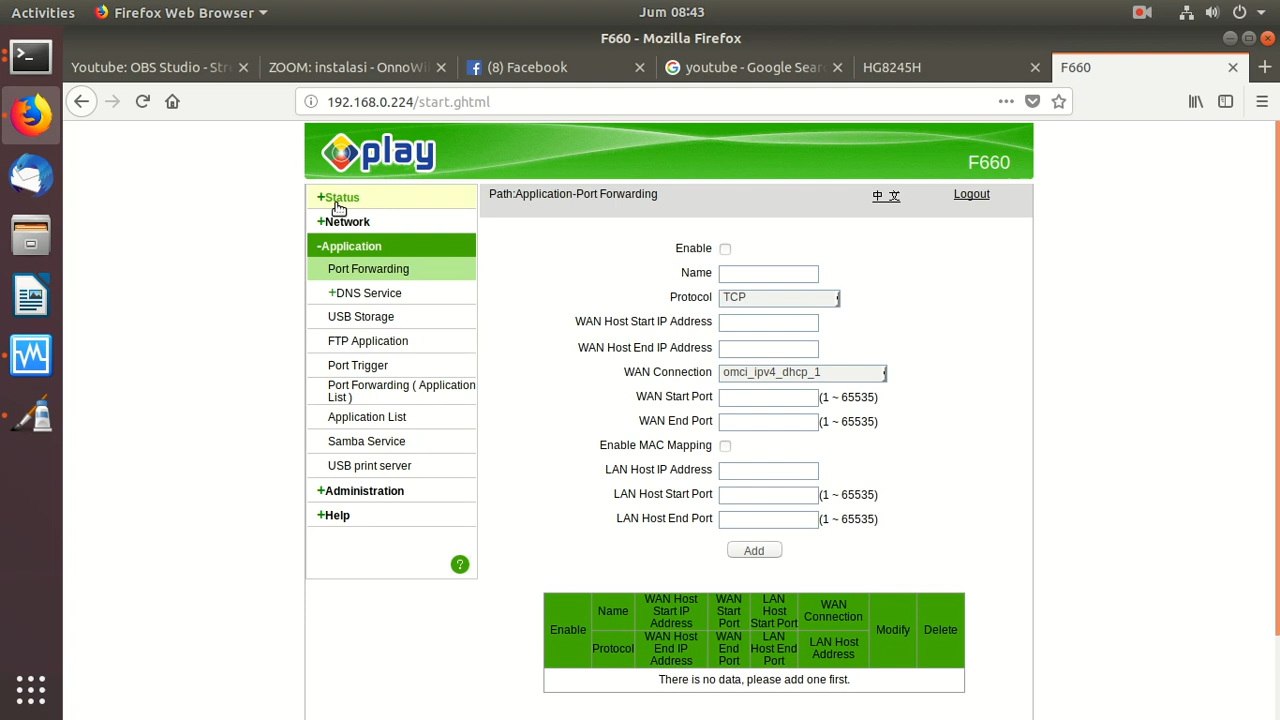 Activities Firefox Web Browser Jum 08:43
F660 - Mozilla Firefox
Youtube: OBS Studio - Str ZOOM: instalasi - OnnoWi (8) Facebook youtube - Google Sear HG8245H F660
192.168.0.224/start.ghtml
play
F660
+Status
+Network
-Application
Port Forwarding
+DNS Service
USB Storage
FTP Application
Port Trigger
Port Forwarding ( Application
List )
Application List
Samba Service
USB print server
+Administration
+Help
?
Path:Application-Port Forwarding 中 文 Logout
Enable
Name
Protocol TCP
WAN Host Start IP Address
WAN Host End IP Address
WAN Connection omci_ipv4_dhcp_1
WAN Start Port (1 ~ 65535)
WAN End Port (1 ~ 65535)
Enable MAC Mapping
LAN Host IP Address
LAN Host Start Port (1 ~ 65535)
LAN Host End Port (1 ~ 65535)
Add
Enable
Name
Protocol
WAN Host
Start IP
Address
WAN Host
End IP
Address
WAN
Start
Port
WAN
End
Port
LAN
Host
Start Port
LAN
Host End
Port
WAN
Connection
LAN Host
Address
Modify
Delete
There is no data, please add one first.